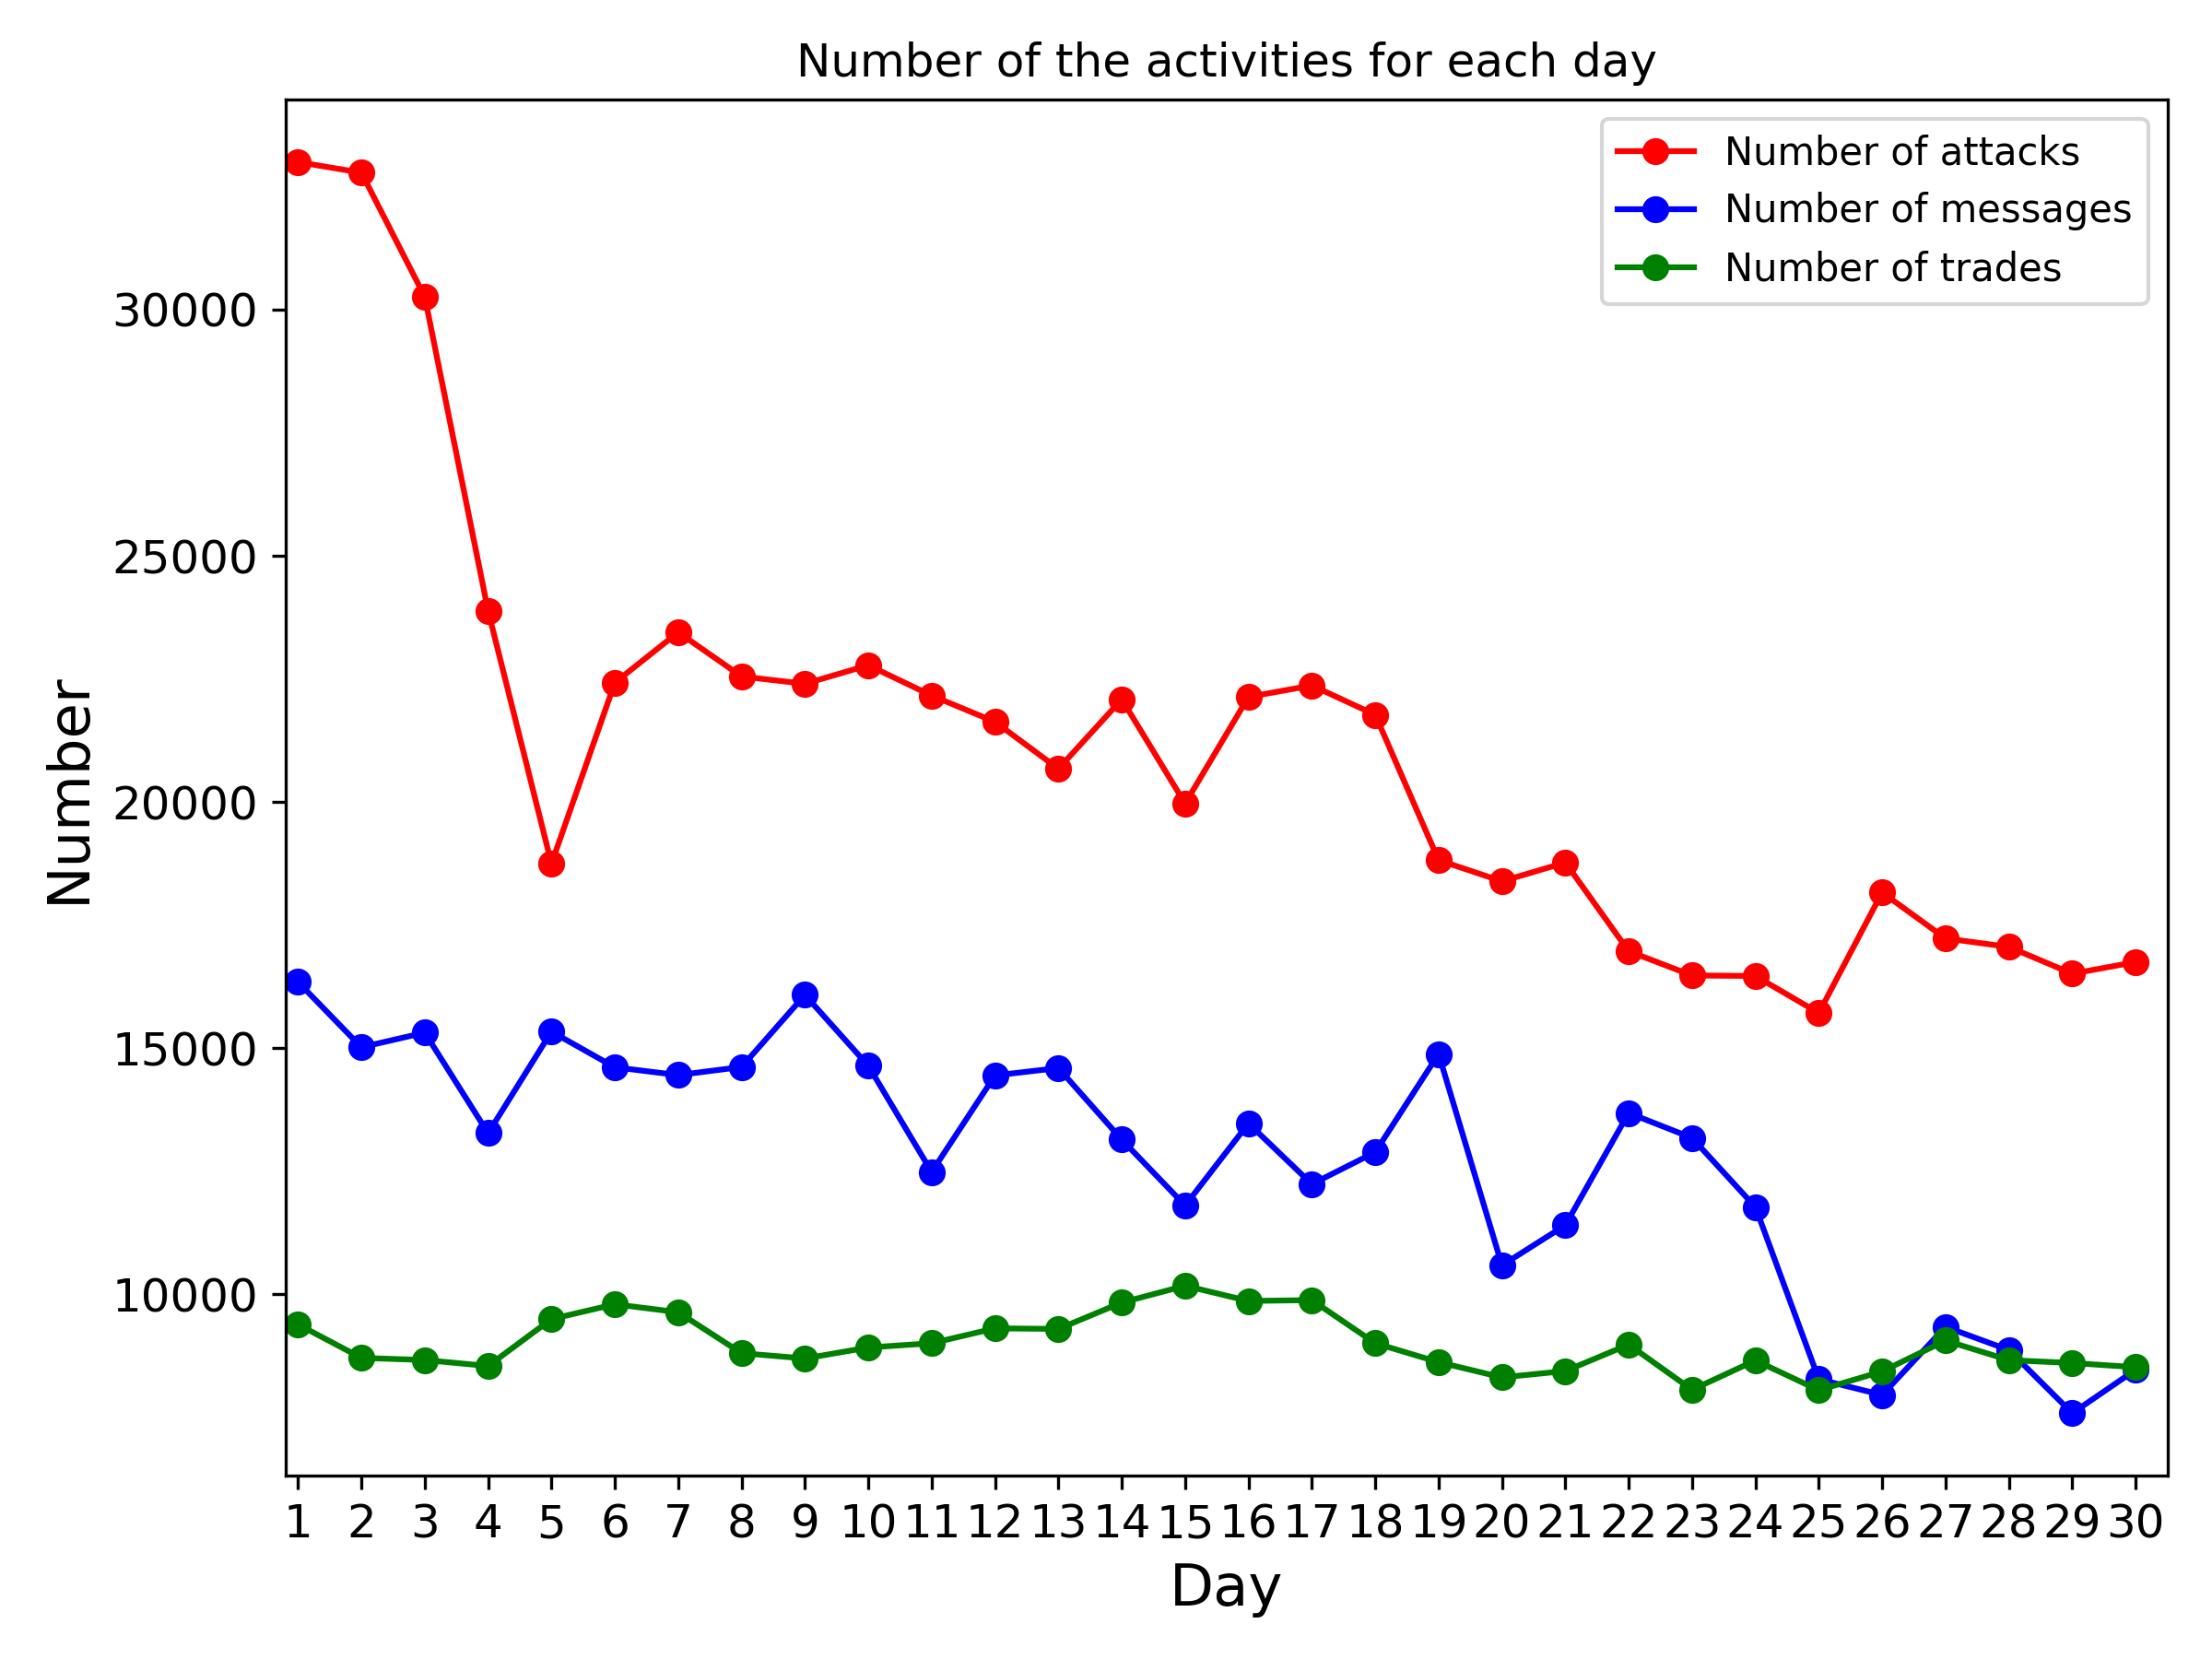 Number of the activities for each day
Number of attacks
Number of messages
Number of trades
30000
25000
20000
15000
10000
Number
1 2 3 4 5 6 7 8 9 10 11 12 13 14 15 16 17 18 19 20 21 22 23 24 25 26 27 28 29 30
Day